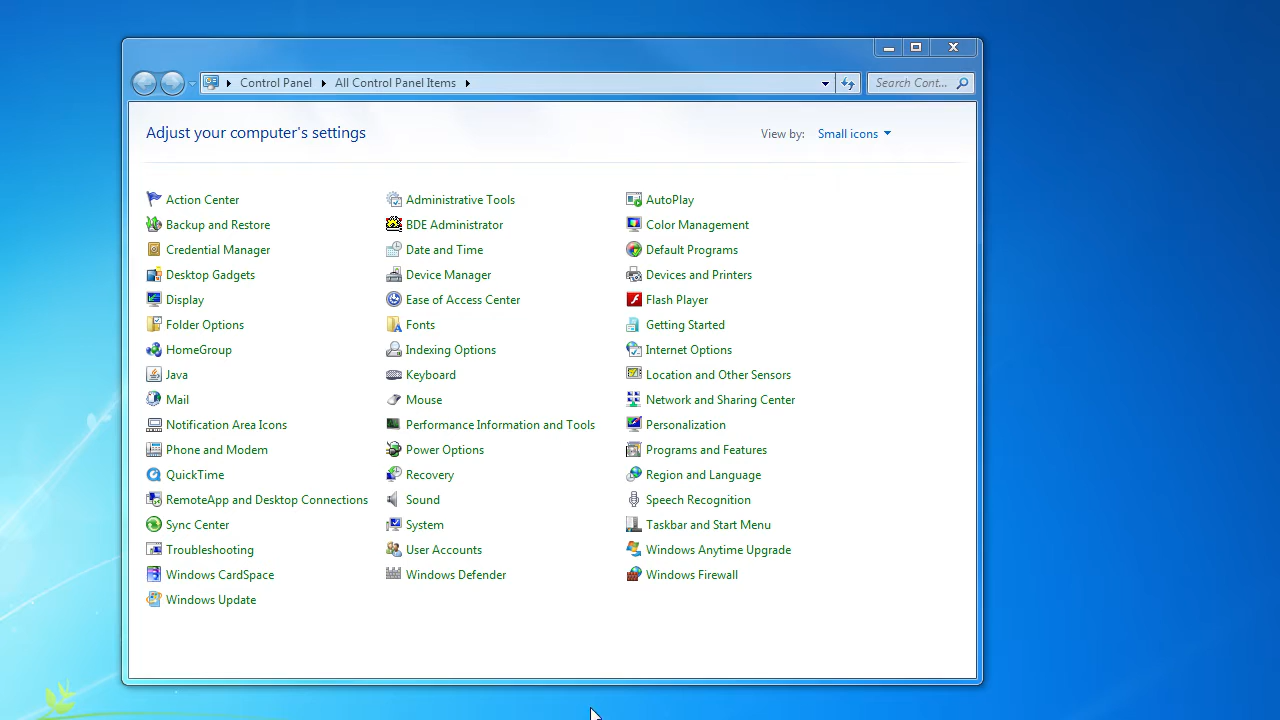 Control Panel All Control Panel Items Search Cont...
Adjust your computer's settings View by: Small icons
Action Center Administrative Tools AutoPlay
Backup and Restore BDE Administrator Color Management
Credential Manager Date and Time Default Programs
Desktop Gadgets Device Manager Devices and Printers
Display Ease of Access Center Flash Player
Folder Options Fonts Getting Started
HomeGroup Indexing Options Internet Options
Java Keyboard Location and Other Sensors
Mail Mouse Network and Sharing Center
Notification Area Icons Performance Information and Tools Personalization
Phone and Modem Power Options Programs and Features
QuickTime Recovery Region and Language
RemoteApp and Desktop Connections Sound Speech Recognition
Sync Center System Taskbar and Start Menu
Troubleshooting User Accounts Windows Anytime Upgrade
Windows CardSpace Windows Defender Windows Firewall
Windows Update